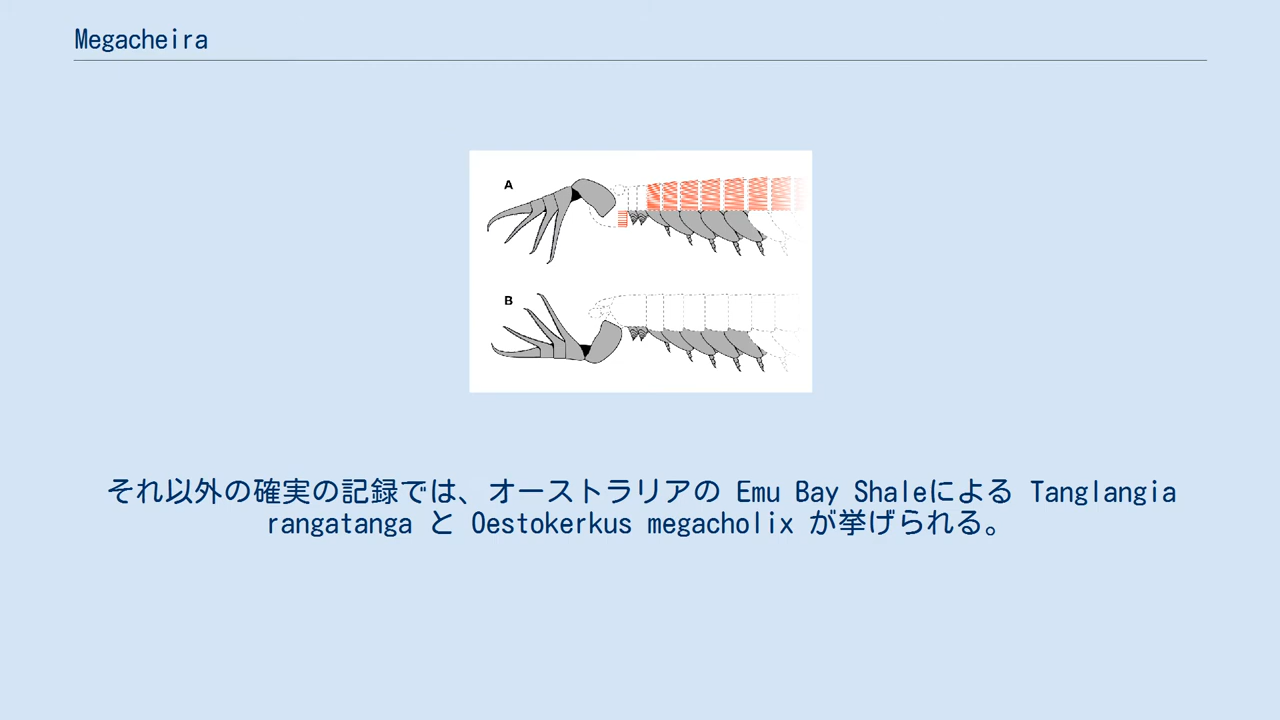 Megacheira
A
B
それ以外の確実の記録では、オーストラリアの Emu Bay Shaleによる Tanglangia
rangatanga と Oestokerkus megacholix が挙げられる。